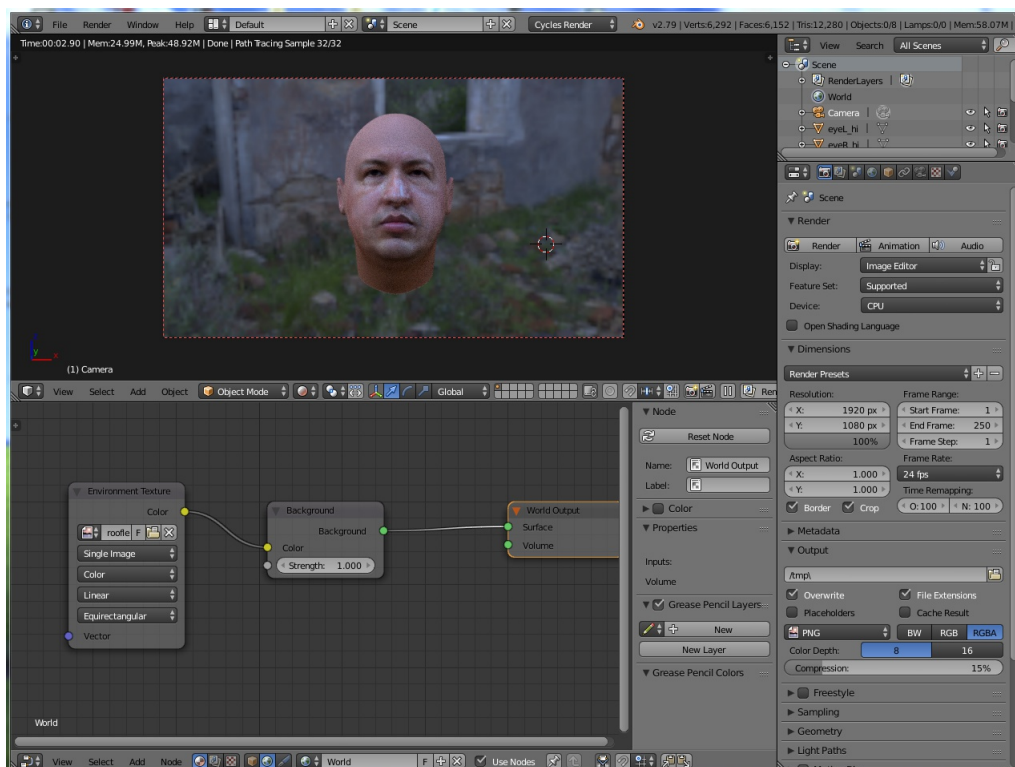 File Render Window Help Default Scene Cycles Render v2.79 | Verts:6,292 | Faces:6,152 | Tris:12,280 | Objects:0/8 | Lamps:0/0 | Mem:58.07M |
Time:00:02.90 | Mem:24.99M, Peak:48.92M | Done | Path Tracing Sample 32/32
View Search All Scenes
Scene
RenderLayers |
World
Camera |
eyeL_hi |
eyeR_hi |
Scene
Render
Render Animation Audio
Display: Image Editor
Feature Set: Supported
Device: CPU
Open Shading Language
Dimensions
Render Presets
Resolution: Frame Range:
X: 1920 px Start Frame: 1
Y: 1080 px End Frame: 250
100% Frame Step: 1
Aspect Ratio: Frame Rate:
X: 1.000 24 fps
Y: 1.000 Time Remapping:
Border Crop O:100 N: 100
Metadata
Output
/tmp\
Overwrite File Extensions
Placeholders Cache Result
PNG BW RGB RGBA
Color Depth: 8 16
Compression: 15%
Freestyle
Sampling
Geometry
Light Paths
y x
(1) Camera
View Select Add Object Object Mode Global Ren
Environment Texture
Color
roofle F
Single Image
Color
Linear
Equirectangular
Vector
Background
Background
Color
Strength: 1.000
World Output
Surface
Volume
World
Node
Reset Node
Name: World Output
Label:
Color
Properties
Inputs:
Volume
Grease Pencil Layers
New
New Layer
Grease Pencil Colors
View Select Add Node World F Use Nodes